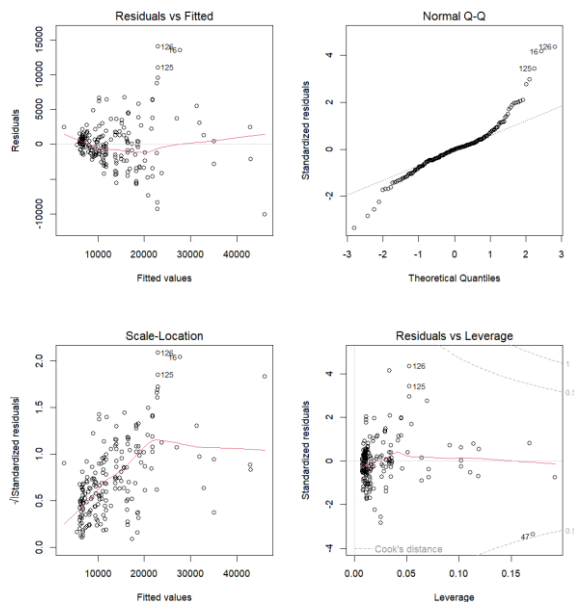 Residuals vs Fitted
Residuals
15000
5000
0
-10000
126
16
125
10000 20000 30000 40000
Fitted values
Normal Q-Q
Standardized residuals
4
2
0
-2
126
16
125
-3 -2 -1 0 1 2 3
Theoretical Quantiles
Scale-Location
√|Standardized residuals|
2.0
1.5
1.0
0.5
0.0
126
16
125
10000 20000 30000 40000
Fitted values
Residuals vs Leverage
Standardized residuals
4
2
0
-2
-4
126
125
47
1
0.5
0.5
Cook's distance
0.00 0.05 0.10 0.15
Leverage